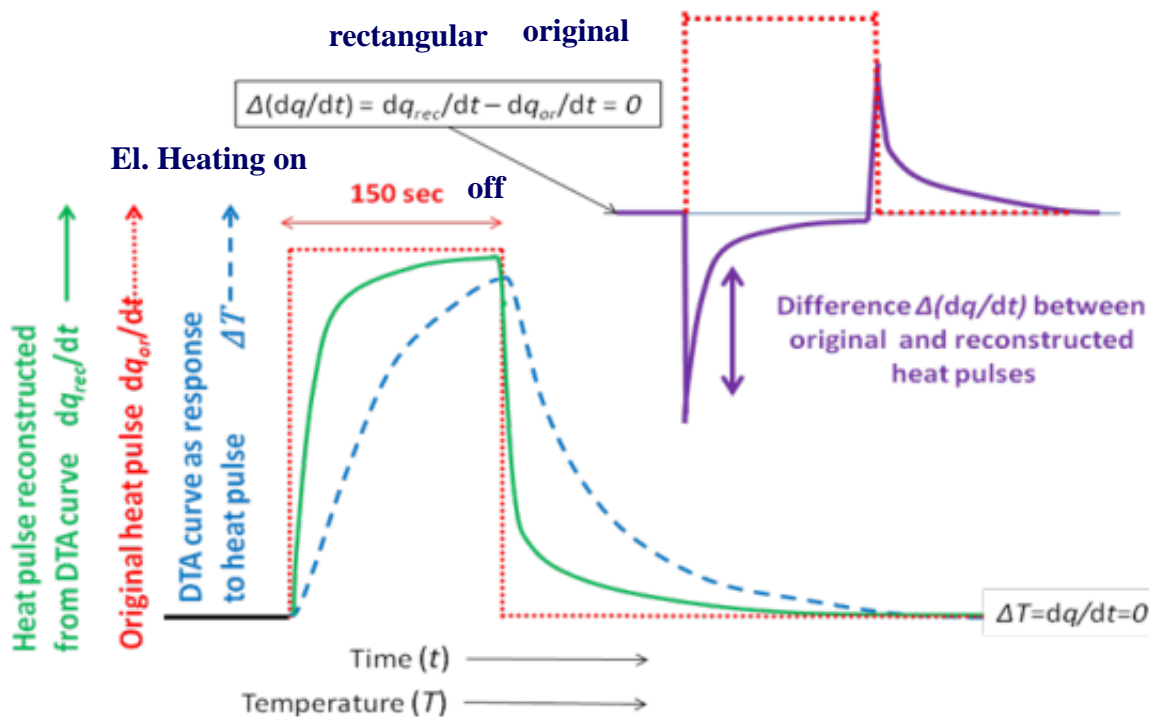 rectangular original
Δ(dq/dt) = dq_rec/dt – dq_or/dt = 0
El. Heating on
150 sec
off
Heat pulse reconstructed
from DTA curve dq_rec/dt
Original heat pulse dq_or/dt
DTA curve as response
to heat pulse ΔT
Difference Δ(dq/dt) between
original and reconstructed
heat pulses
ΔT=dq/dt=0
Time (t)
Temperature (T)